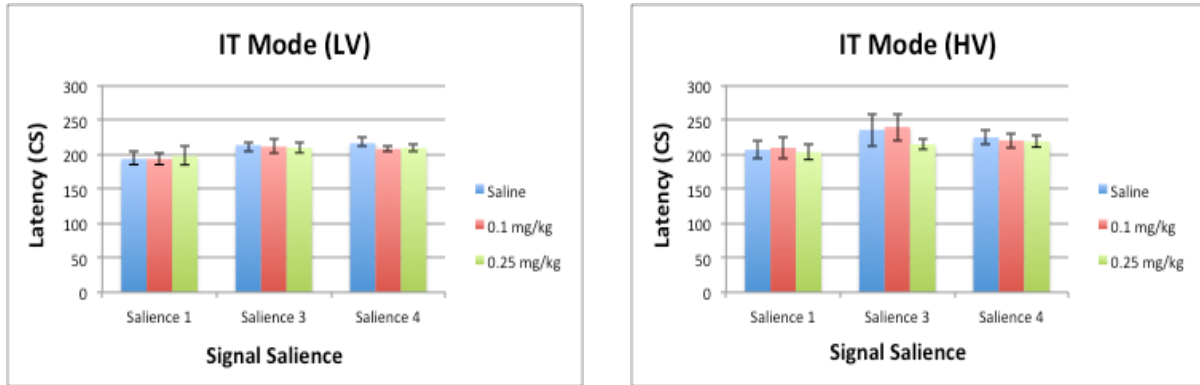 IT Mode (LV)
300
250
200
150
100
50
0
Latency (CS)
Salience 1 Salience 3 Salience 4
Signal Salience
Saline
0.1 mg/kg
0.25 mg/kg
IT Mode (HV)
300
250
200
150
100
50
0
Latency (CS)
Salience 1 Salience 3 Salience 4
Signal Salience
Saline
0.1 mg/kg
0.25 mg/kg